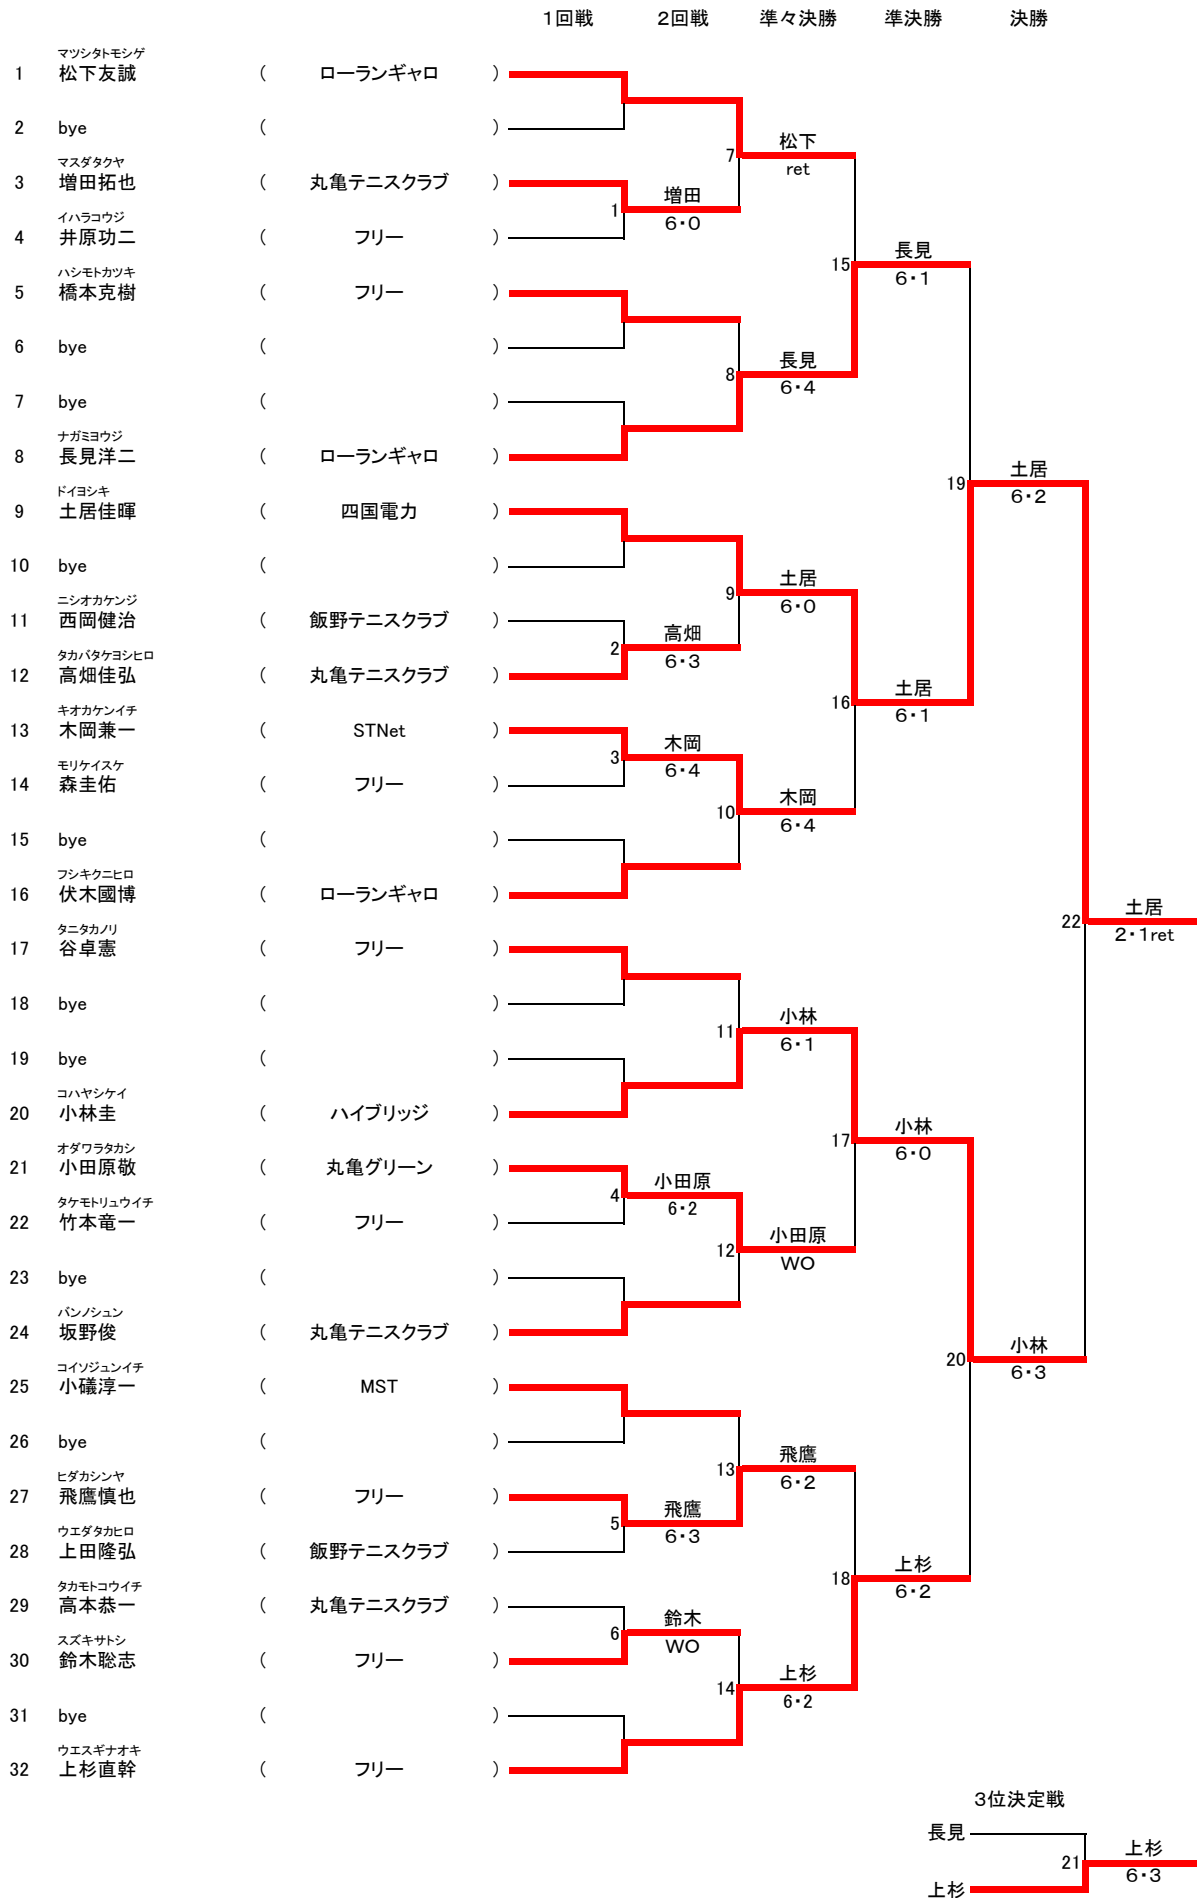 1回戦 2回戦 準々決勝 準決勝 決勝
マツシタトモシゲ
1 松下友誠 ( ローランギャロ )
2 bye ( )
松下
7
ret
マスダタクヤ
3 増田拓也 ( 丸亀テニスクラブ )
増田
1
6・0
イハラコウジ
4 井原功二 ( フリー )
長見
15
6・1
ハシモトカツキ
5 橋本克樹 ( フリー )
6 bye ( )
長見
8
6・4
7 bye ( )
ナガミヨウジ
8 長見洋二 ( ローランギャロ )
土居
19
6・2
ドイヨシキ
9 土居佳暉 ( 四国電力 )
10 bye ( )
土居
9
6・0
ニシオカケンジ
11 西岡健治 ( 飯野テニスクラブ )
高畑
2
6・3
タカバタケヨシヒロ
12 高畑佳弘 ( 丸亀テニスクラブ )
土居
16
6・1
キオカケンイチ
13 木岡兼一 ( STNet )
木岡
3
6・4
モリケイスケ
14 森圭佑 ( フリー )
木岡
10
6・4
15 bye ( )
フシキクニヒロ
16 伏木國博 ( ローランギャロ )
土居
22
2・1ret
タニタカノリ
17 谷卓憲 ( フリー )
18 bye ( )
小林
11
6・1
19 bye ( )
コハヤシケイ
20 小林圭 ( ハイブリッジ )
小林
17
6・0
オダワラタカシ
21 小田原敬 ( 丸亀グリーン )
小田原
4
6・2
タケモトリュウイチ
22 竹本竜一 ( フリー )
小田原
12
WO
23 bye ( )
バンノシュン
24 坂野俊 ( 丸亀テニスクラブ )
小林
20
6・3
コイソジュンイチ
25 小礒淳一 ( MST )
26 bye ( )
飛鷹
13
6・2
ヒダカシンヤ
27 飛鷹慎也 ( フリー )
飛鷹
5
6・3
ウエダタカヒロ
28 上田隆弘 ( 飯野テニスクラブ )
上杉
18
6・2
タカモトコウイチ
29 高本恭一 ( 丸亀テニスクラブ )
鈴木
6
WO
スズキサトシ
30 鈴木聡志 ( フリー )
上杉
14
6・2
31 bye ( )
ウエスギナオキ
32 上杉直幹 ( フリー )
3位決定戦
長見
上杉
21
6・3
上杉